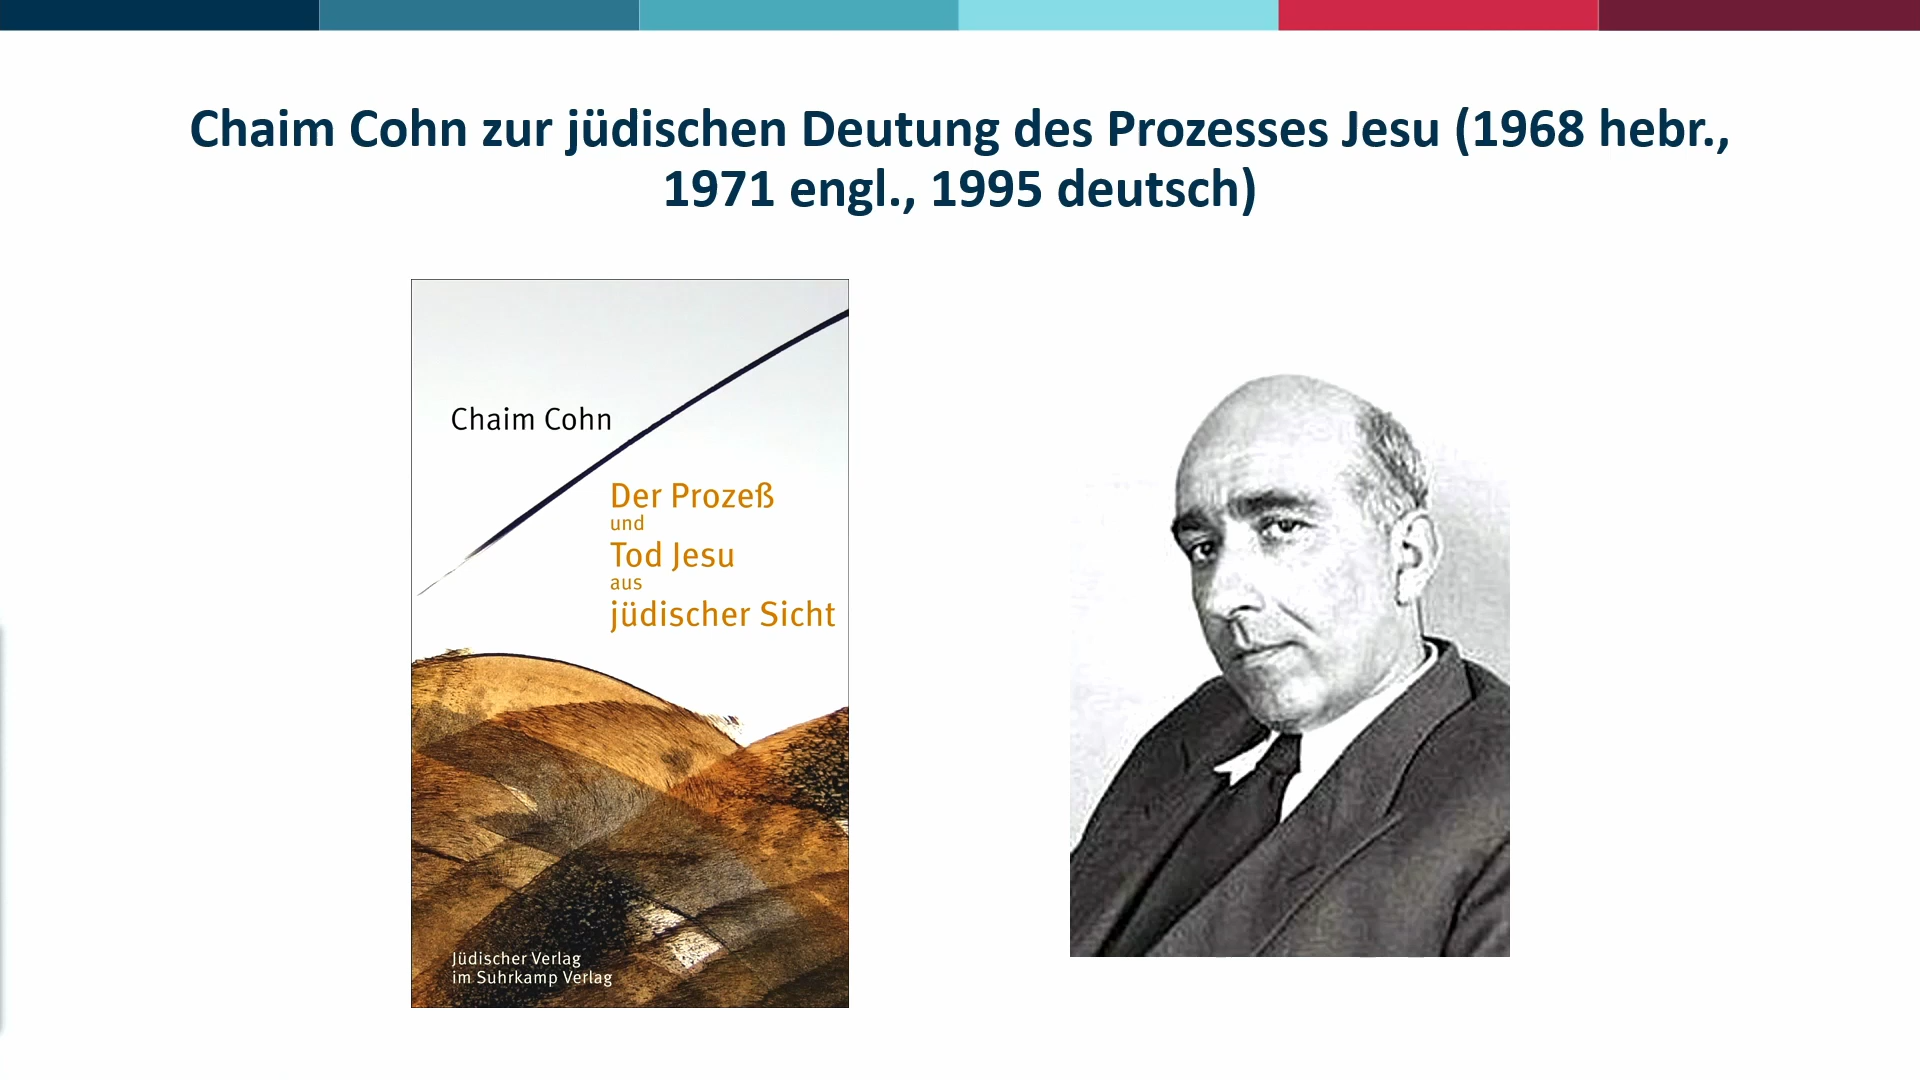 Chaim Cohn zur jüdischen Deutung des Prozesses Jesu (1968 hebr.,
1971 engl., 1995 deutsch)
Chaim Cohn
Der Prozeß
und
Tod Jesu
aus
jüdischer Sicht
Jüdischer Verlag
im Suhrkamp Verlag